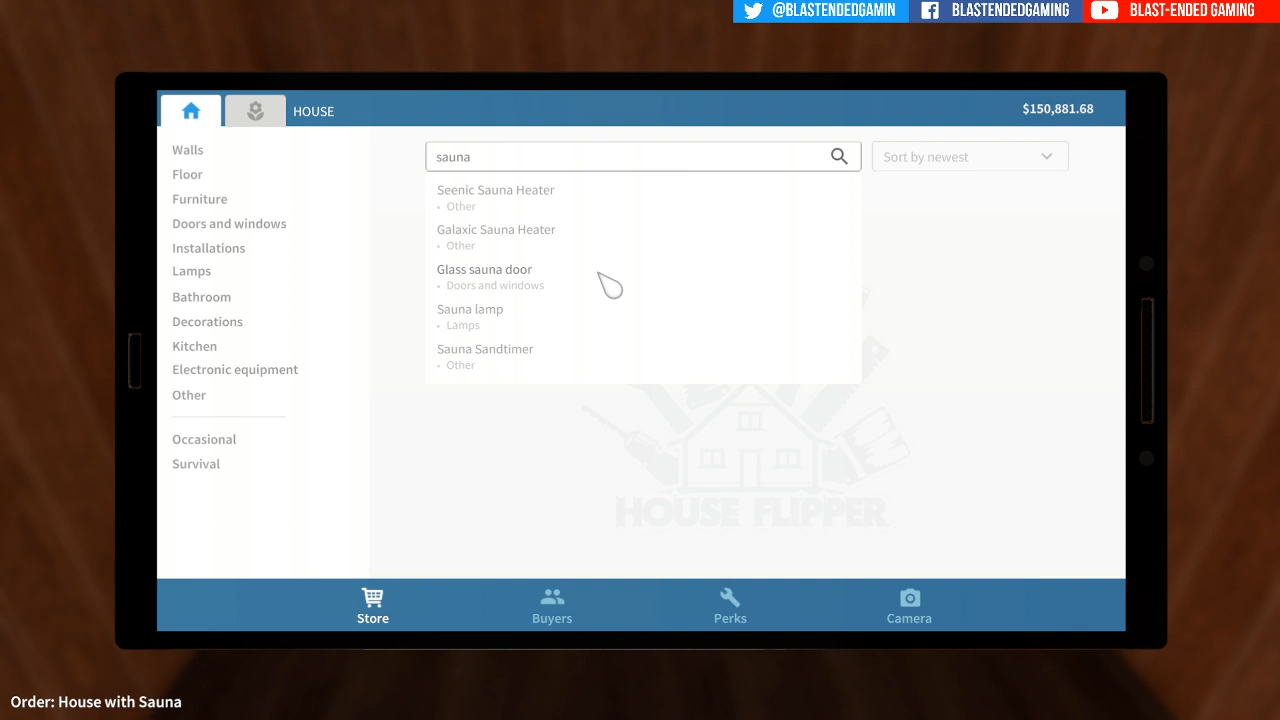 @BLASTENDEDGAMIN
BLASTENDEDGAMING
BLAST-ENDED GAMING
HOUSE
$150,881.68
Walls
Floor
Furniture
Doors and windows
Installations
Lamps
Bathroom
Decorations
Kitchen
Electronic equipment
Other
Occasional
Survival
sauna
Sort by newest
Seenic Sauna Heater
• Other
Galaxic Sauna Heater
• Other
Glass sauna door
• Doors and windows
Sauna lamp
• Lamps
Sauna Sandtimer
• Other
HOUSE FLIPPER
Store
Buyers
Perks
Camera
Order: House with Sauna